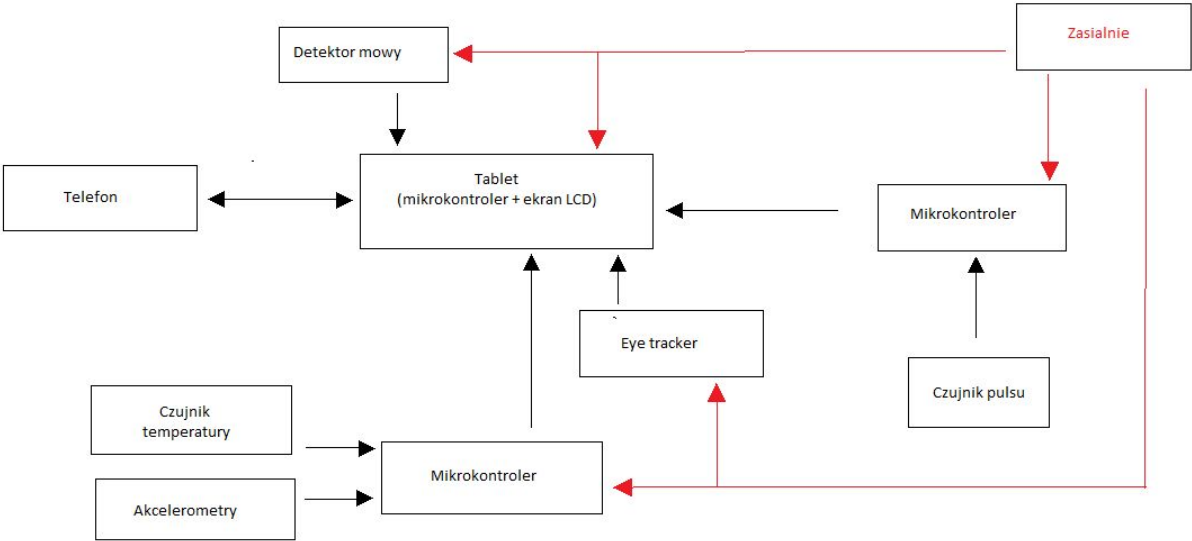 Zasialnie
Detektor mowy
Tablet
(mikrokontroler + ekran LCD)
Telefon
Mikrokontroler
Eye tracker
Czujnik pulsu
Czujnik
temperatury
Mikrokontroler
Akcelerometry